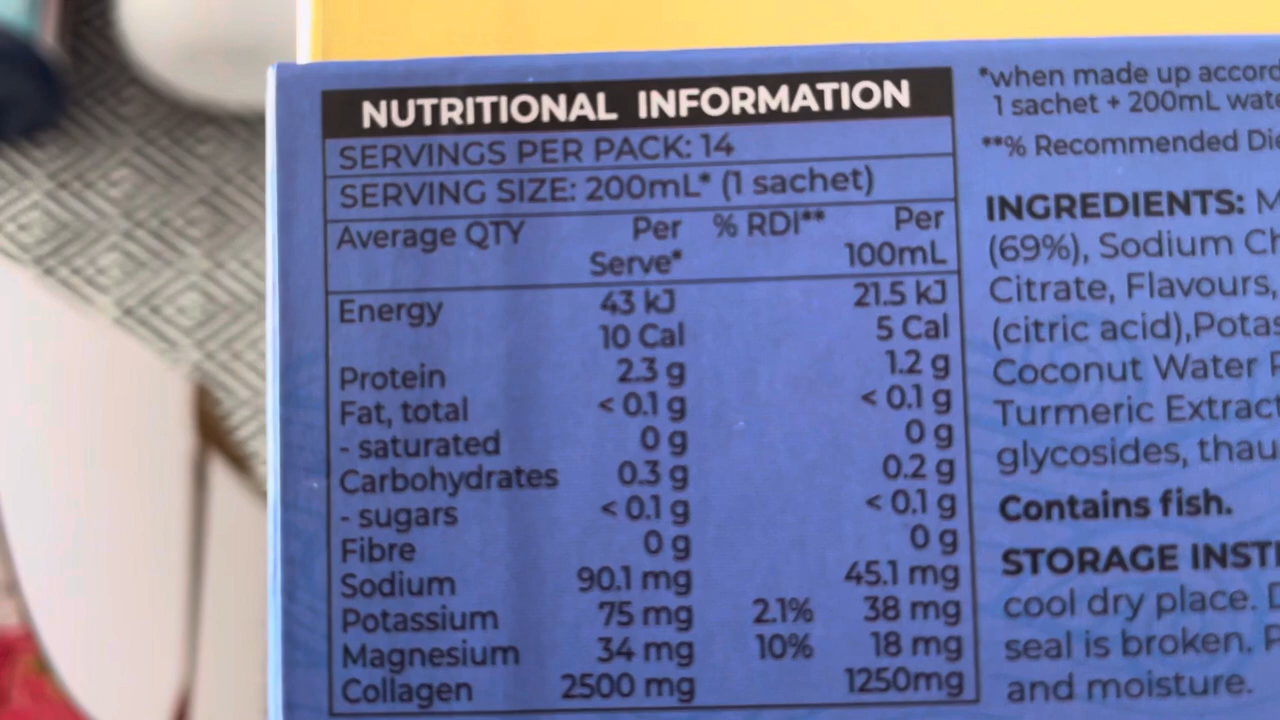 NUTRITIONAL INFORMATION
SERVINGS PER PACK: 14
SERVING SIZE: 200mL* (1 sachet)
Average QTY Per Serve* % RDI** Per 100mL
Energy 43 kJ 21.5 kJ
10 Cal 5 Cal
Protein 2.3 g 1.2 g
Fat, total < 0.1 g < 0.1 g
- saturated 0 g 0 g
Carbohydrates 0.3 g 0.2 g
- sugars < 0.1 g < 0.1 g
Fibre 0 g 0 g
Sodium 90.1 mg 45.1 mg
Potassium 75 mg 2.1% 38 mg
Magnesium 34 mg 10% 18 mg
Collagen 2500 mg 1250mg
*when made up
1 sachet + 200mL
**% Recommended
INGREDIENTS:
(69%), Sodium
Citrate, Flavours,
(citric acid),
Coconut Water
Turmeric
glycosides,
Contains fish.
STORAGE
cool dry place.
seal is broken.
and moisture.